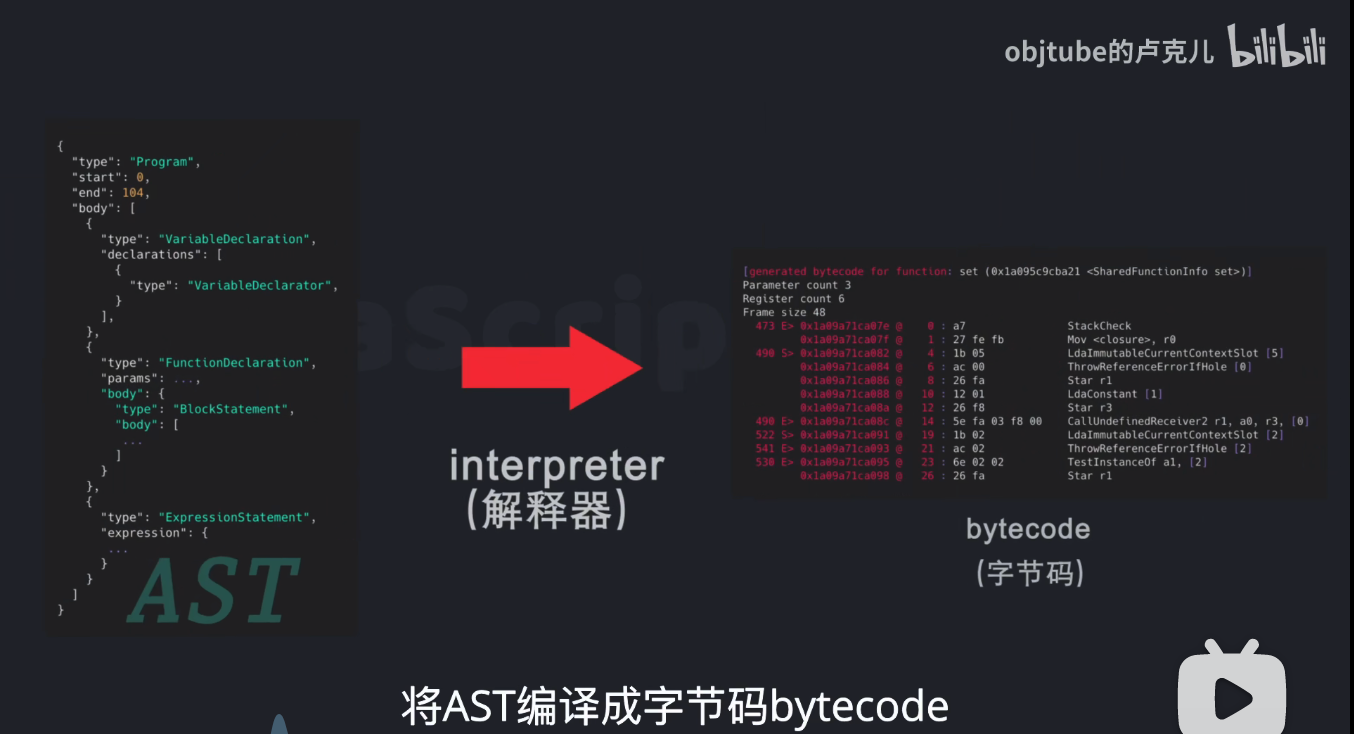 objtube的卢克儿 bilibili
{
"type": "Program",
"start": 0,
"end": 104,
"body": [
{
"type": "VariableDeclaration",
"declarations": [
{
"type": "VariableDeclarator",
}
],
},
{
"type": "FunctionDeclaration",
"params": ...,
"body": {
"type": "BlockStatement",
"body": [
...
]
}
},
{
"type": "ExpressionStatement",
"expression": {
...
}
}
]
}
AST
interpreter
(解释器)
[generated bytecode for function: set (0x1a095c9cba21 <SharedFunctionInfo set>)]
Parameter count 3
Register count 6
Frame size 48
473 E> 0x1a09a71ca07e @ 0 : a7 StackCheck
0x1a09a71ca07f @ 1 : 27 fe fb Mov <closure>, r0
490 S> 0x1a09a71ca082 @ 4 : 1b 05 LdaImmutableCurrentContextSlot [5]
0x1a09a71ca084 @ 6 : ac 00 ThrowReferenceErrorIfHole [0]
0x1a09a71ca086 @ 8 : 26 fa Star r1
0x1a09a71ca088 @ 10 : 12 01 LdaConstant [1]
0x1a09a71ca08a @ 12 : 26 f8 Star r3
490 E> 0x1a09a71ca08c @ 14 : 5e fa 03 f8 00 CallUndefinedReceiver2 r1, a0, r3, [0]
522 S> 0x1a09a71ca091 @ 19 : 1b 02 LdaImmutableCurrentContextSlot [2]
541 E> 0x1a09a71ca093 @ 21 : ac 02 ThrowReferenceErrorIfHole [2]
530 E> 0x1a09a71ca095 @ 23 : 6e 02 02 TestInstanceOf a1, [2]
0x1a09a71ca098 @ 26 : 26 fa Star r1
bytecode
(字节码)
将AST编译成字节码bytecode